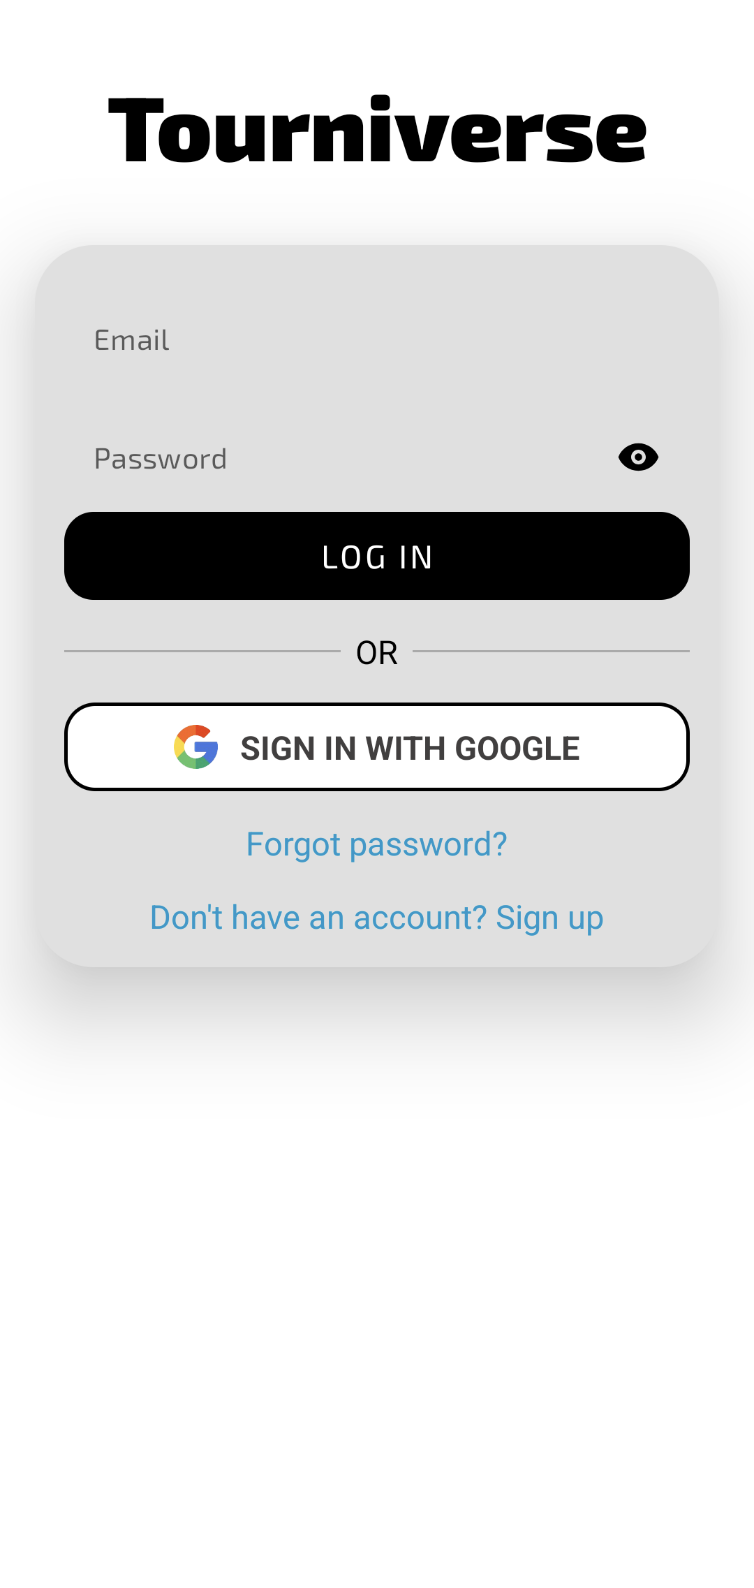 Tourniverse
Email
Password
LOG IN
OR
SIGN IN WITH GOOGLE
Forgot password?
Don't have an account? Sign up